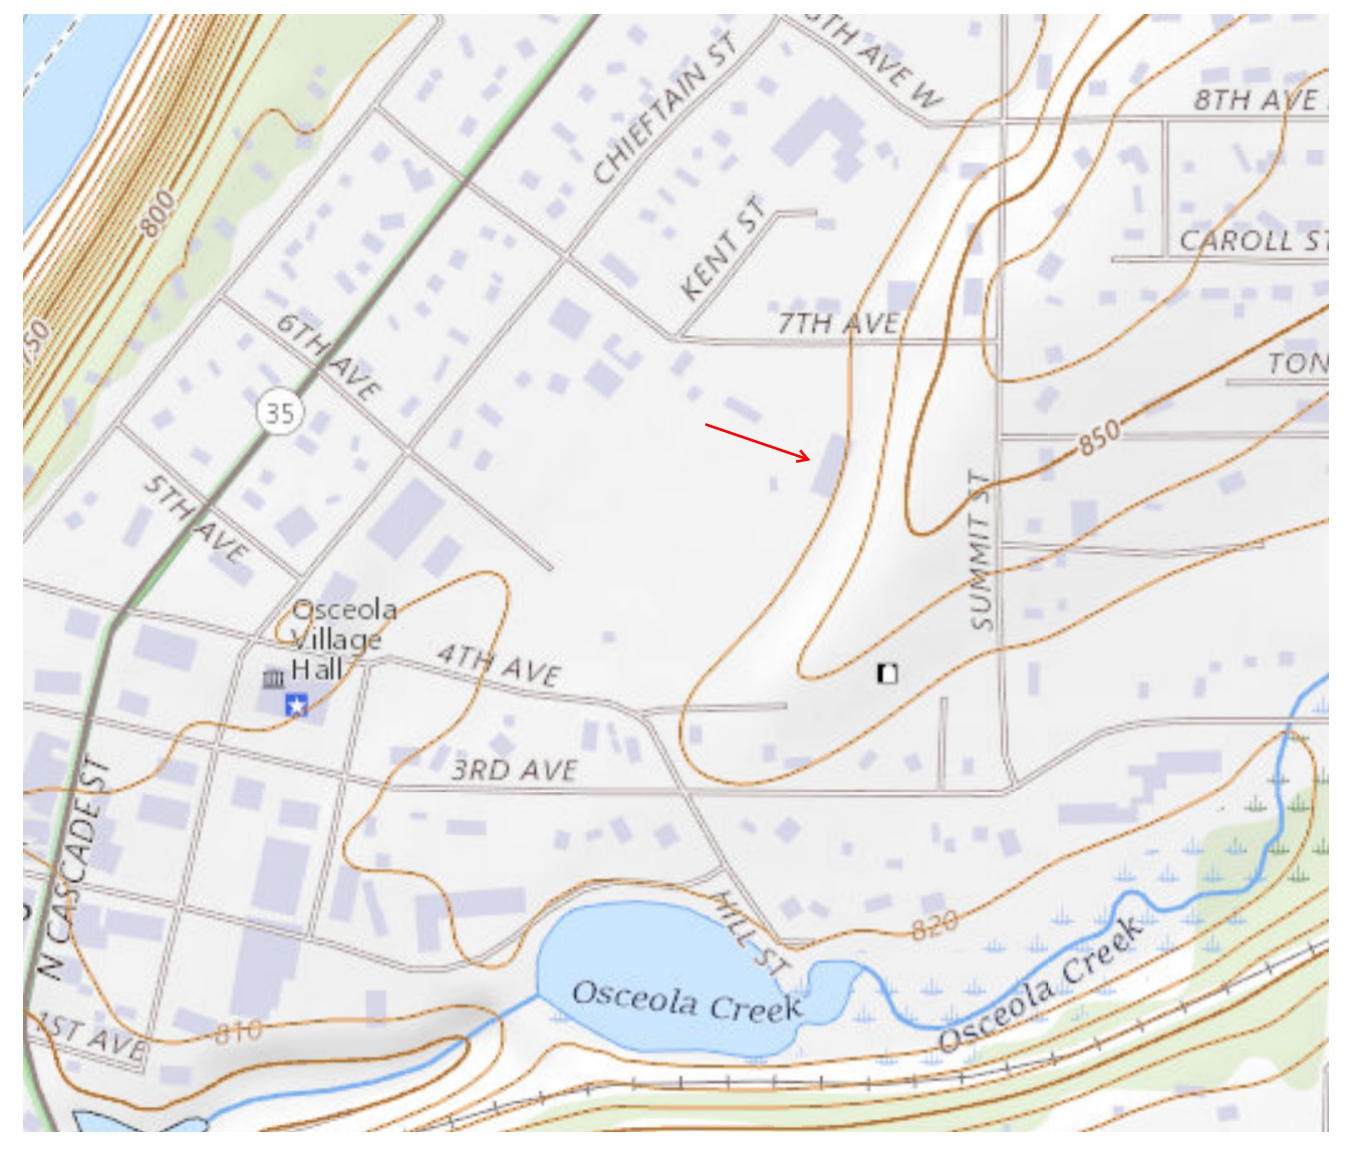 8TH AVE W
CHIEFTAIN ST
8TH AVE
800
KENT ST
CAROLL ST
7TH AVE
6TH AVE
TON
35
850
5TH AVE
SUMMIT ST
Osceola
Village
Hall
4TH AVE
3RD AVE
N CASCADE ST
HILL ST
820
Osceola Creek
Osceola Creek
810
1ST AVE